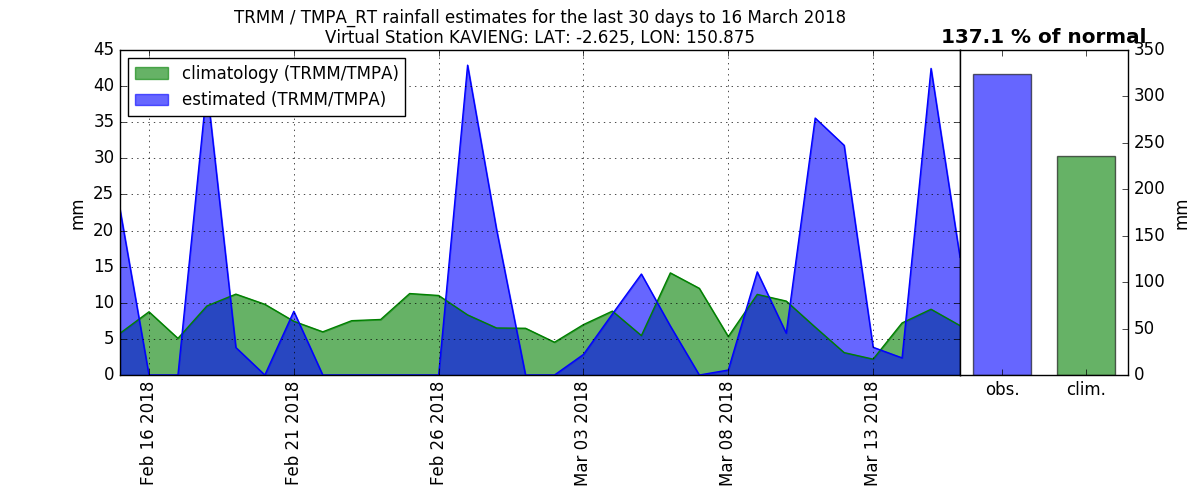 TRMM / TMPA_RT rainfall estimates for the last 30 days to 16 March 2018
Virtual Station KAVIENG: LAT: -2.625, LON: 150.875
137.1 % of normal
climatology (TRMM/TMPA)
estimated (TRMM/TMPA)
45
40
35
30
25
20
15
10
5
0
mm
Feb 16 2018
Feb 21 2018
Feb 26 2018
Mar 03 2018
Mar 08 2018
Mar 13 2018
obs.
clim.
350
300
250
200
150
100
50
0
mm